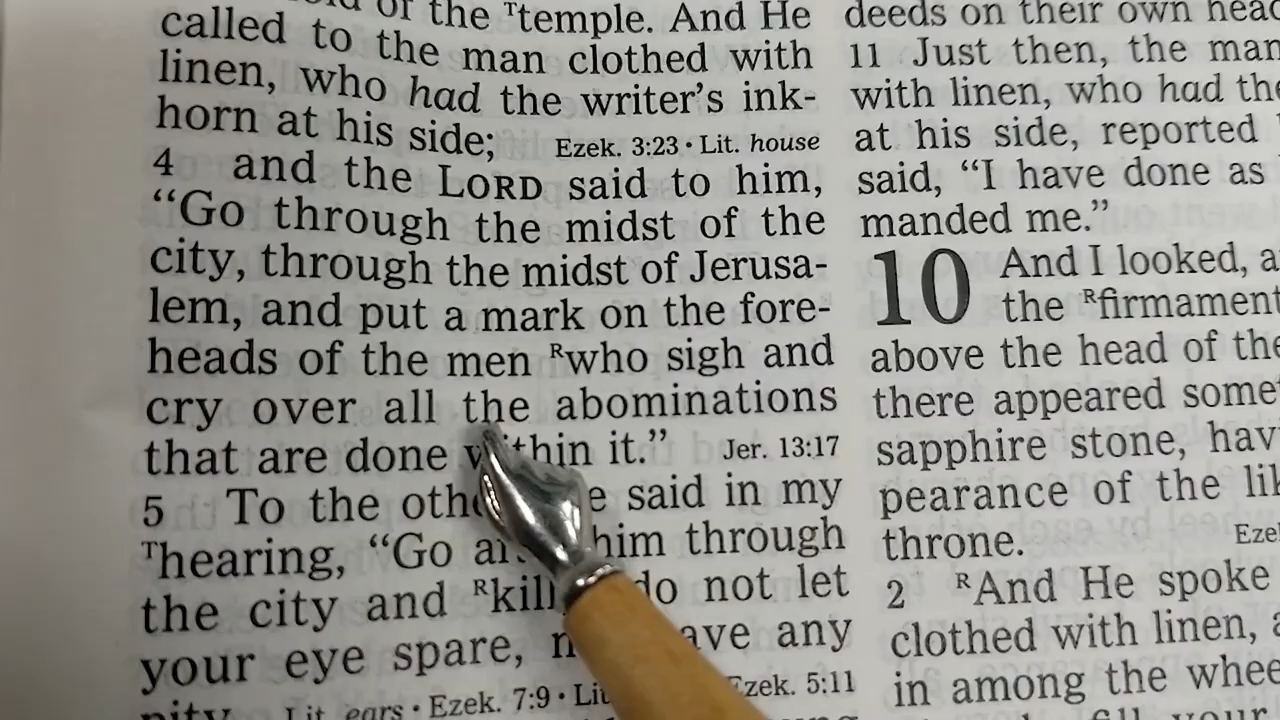 of the ᵀtemple. And He
called to the man clothed with
linen, who had the writer's ink-
horn at his side; Ezek. 3:23 • Lit. house
4 and the LORD said to him,
“Go through the midst of the
city, through the midst of Jerusa-
lem, and put a mark on the fore-
heads of the men ᴿwho sigh and
cry over all the abominations
that are done within it.” Jer. 13:17
5 To the said in my
ᵀhearing, “Go him through
the city and ᴿkill do not let
your eye spare, any
Lit. ears • Ezek. 7:9 • Ezek. 5:11
deeds on their own
11 Just then, the man
with linen, who had
at his side, reported
said, “I have done as
manded me.”
10 And I looked,
the ᴿfirmament
above the head of
there appeared
sapphire stone,
pearance of the
throne.
2 ᴿAnd He spoke
clothed with linen,
in among the